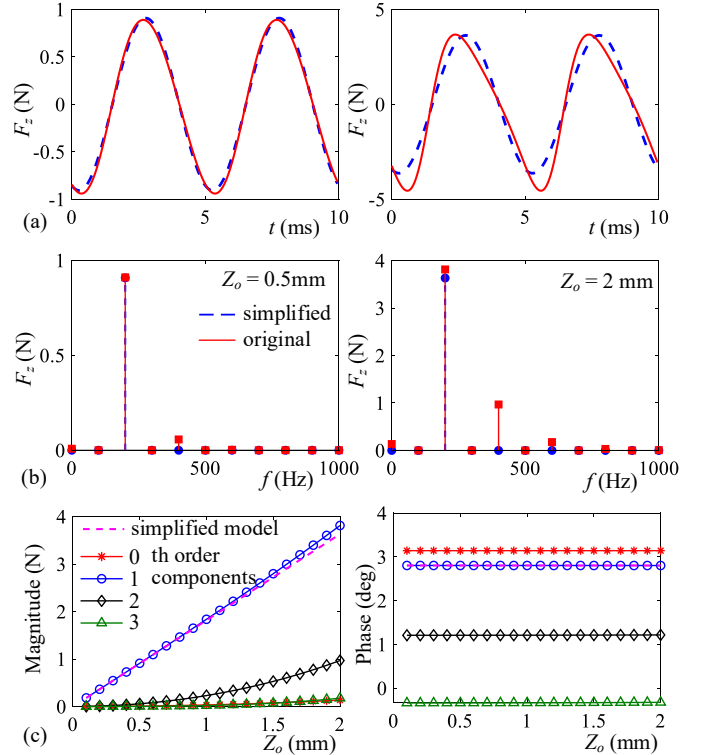 1
0.5
0
-0.5
-1
F_z (N)
0
5
10
t (ms)
(a)
5
0
-5
F_z (N)
0
5
10
t (ms)
1
0.5
0
F_z (N)
Z_o = 0.5mm
simplified
original
0
500
1000
f (Hz)
(b)
4
3
2
1
0
F_z (N)
Z_o = 2 mm
0
500
1000
f (Hz)
4
3
2
1
0
Magnitude (N)
simplified model
0 th order
1 components
2
3
0
0.5
1
1.5
2
Z_o (mm)
(c)
4
3
2
1
0
Phase (deg)
0
0.5
1
1.5
2
Z_o (mm)